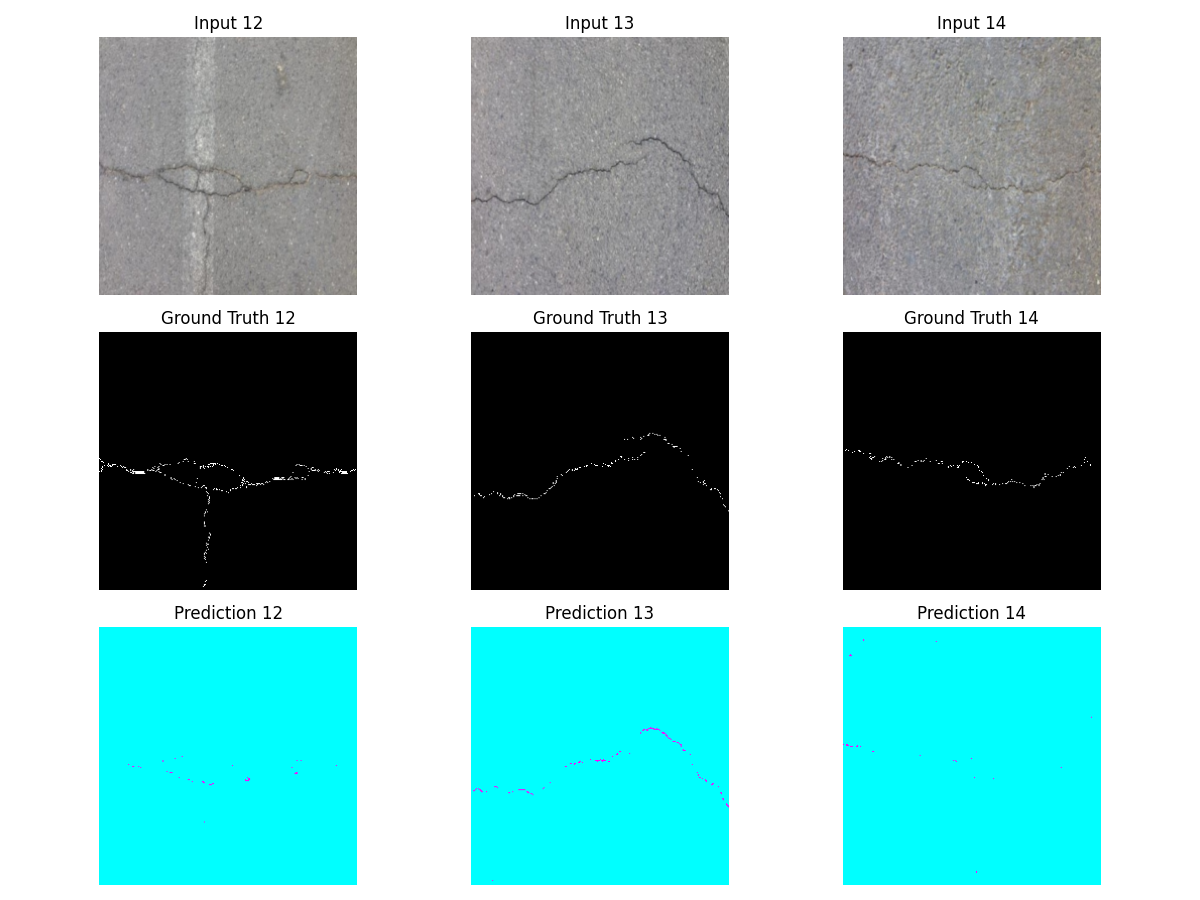 Input 12
Input 13
Input 14
Ground Truth 12
Ground Truth 13
Ground Truth 14
Prediction 12
Prediction 13
Prediction 14